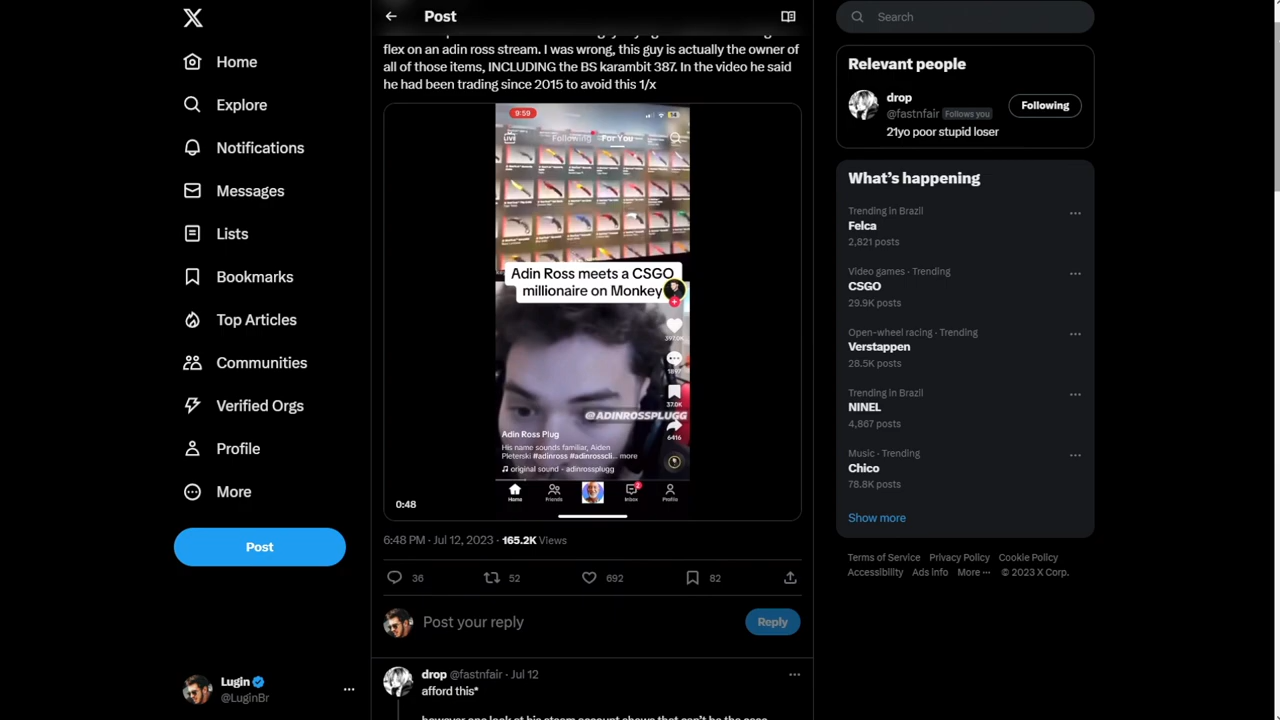 Post
flex on an adin ross stream. I was wrong, this guy is actually the owner of
all of those items, INCLUDING the BS karambit 387. In the video he said
he had been trading since 2015 to avoid this 1/x
9:59
LIVE
Following
For You
Adin Ross meets a CSGO
millionaire on Monkey
1897
37.0K
@ADINROSSPLUGG
6416
Adin Ross Plug
His name sounds familiar, Aiden
Pleterski #adinross #adinrosscli... more
original sound - adinrossplugg
Home
Friends
Inbox
Profile
0:48
6:48 PM · Jul 12, 2023 · 165.2K Views
36
52
692
82
Post your reply
Reply
drop @fastnfair · Jul 12
afford this*
Home
Explore
Notifications
Messages
Lists
Bookmarks
Top Articles
Communities
Verified Orgs
Profile
More
Post
Lugin
@LuginBr
Search
Relevant people
drop
@fastnfair Follows you
Following
21yo poor stupid loser
What's happening
Trending in Brazil
Felca
2,821 posts
Video games · Trending
CSGO
29.9K posts
Open-wheel racing · Trending
Verstappen
28.5K posts
Trending in Brazil
NINEL
4,867 posts
Music · Trending
Chico
78.8K posts
Show more
Terms of Service Privacy Policy Cookie Policy
Accessibility Ads info More ··· © 2023 X Corp.